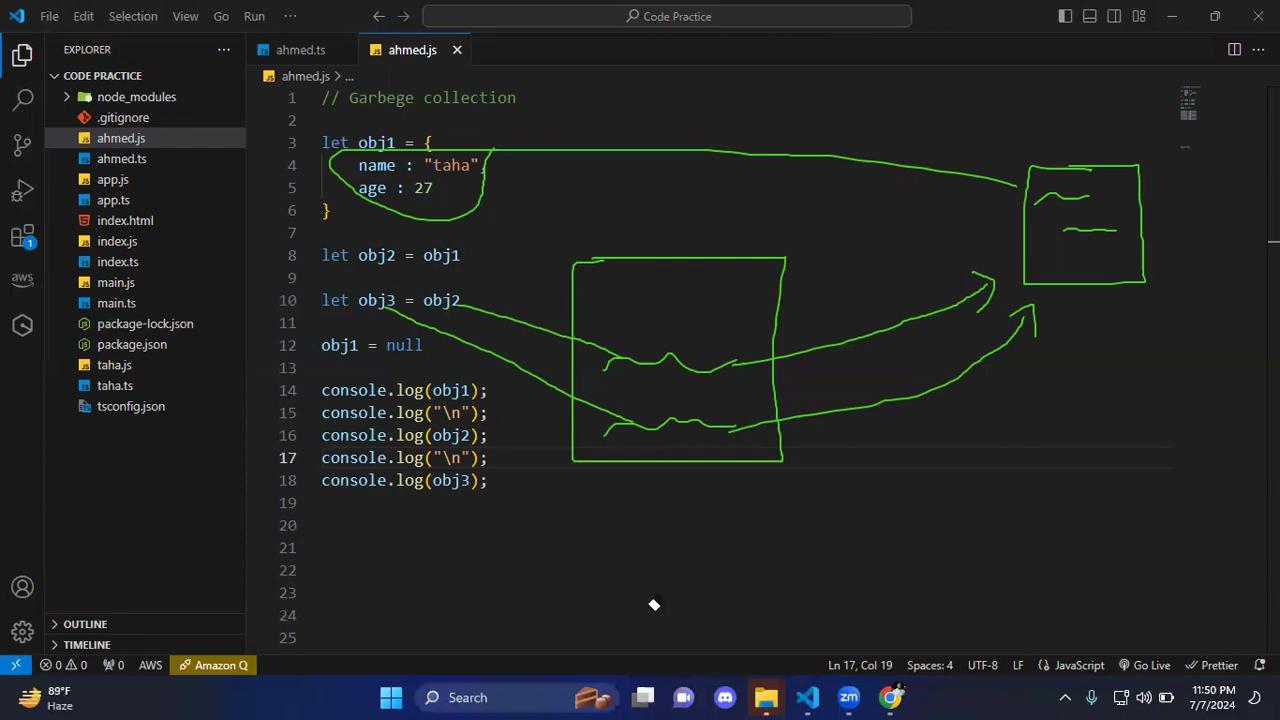 File Edit Selection View Go Run ··· Code Practice
EXPLORER ···
ahmed.ts ahmed.js
CODE PRACTICE
ahmed.js > ...
node_modules
.gitignore
ahmed.js
ahmed.ts
app.js
app.ts
index.html
index.js
index.ts
main.js
main.ts
package-lock.json
package.json
taha.js
taha.ts
tsconfig.json
OUTLINE
TIMELINE
1
1 // Garbege collection
2
3 let obj1 = {
4 name : "taha",
5 age : 27
6 }
7
8 let obj2 = obj1
9
10 let obj3 = obj2
11
12 obj1 = null
13
14 console.log(obj1);
15 console.log("\n");
16 console.log(obj2);
17 console.log("\n");
18 console.log(obj3);
19
20
21
22
23
24
25
aws
0 0 0 AWS Amazon Q Ln 17, Col 19 Spaces: 4 UTF-8 LF {} JavaScript Go Live Prettier
89°F
Haze
Search
zm
11:50 PM
7/7/2024